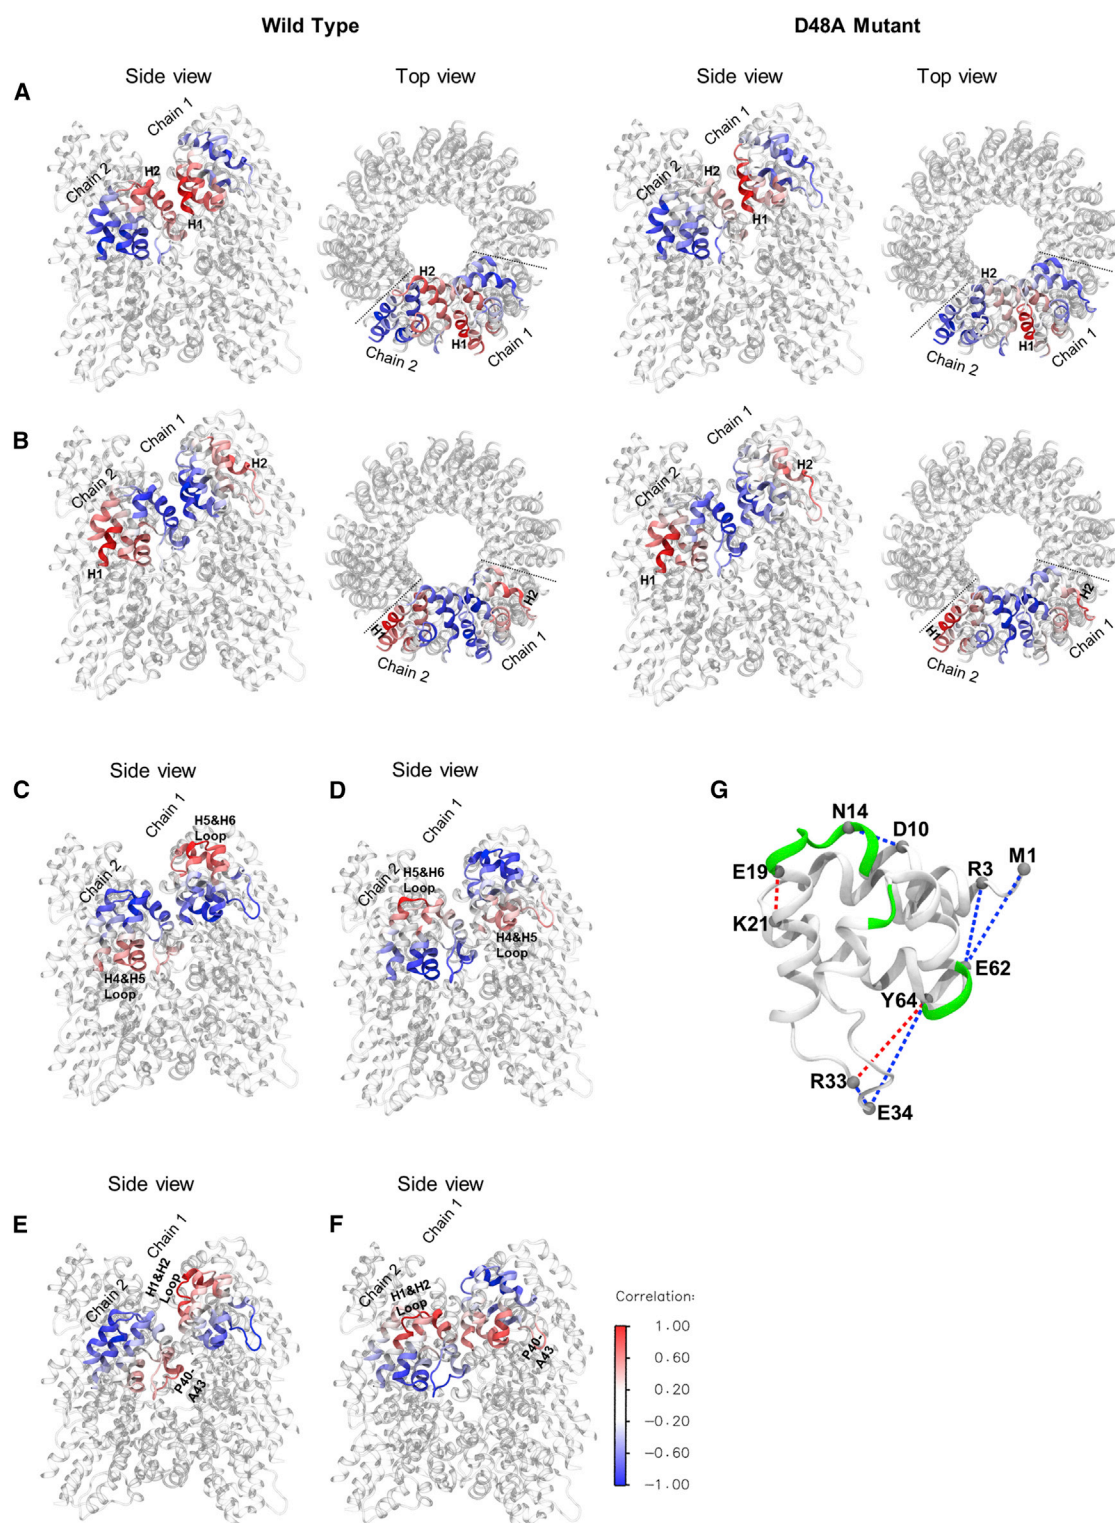 Wild Type
D48A Mutant
Side view
Top view
Side view
Top view
A
Chain 1
Chain 2
H2
H1
H2
H1
Chain 2
Chain 1
Chain 1
Chain 2
H2
H1
H2
H1
Chain 2
Chain 1
B
Chain 1
Chain 2
H2
H1
H1
H2
Chain 2
Chain 1
Chain 1
Chain 2
H2
H1
H1
H2
Chain 2
Chain 1
C
Side view
Chain 1
H5&H6
Loop
Chain 2
H4&H5
Loop
D
Side view
Chain 1
Chain 2
H5&H6
Loop
H4&H5
Loop
G
N14
D10
E19
R3
M1
K21
E62
Y64
R33
E34
E
Side view
Chain 1
H1&H2
Loop
Chain 2
P40-
A43
F
Side view
Chain 1
Chain 2
H1&H2
Loop
P40-
A43
Correlation:
1.00
0.60
0.20
−0.20
−0.60
−1.00